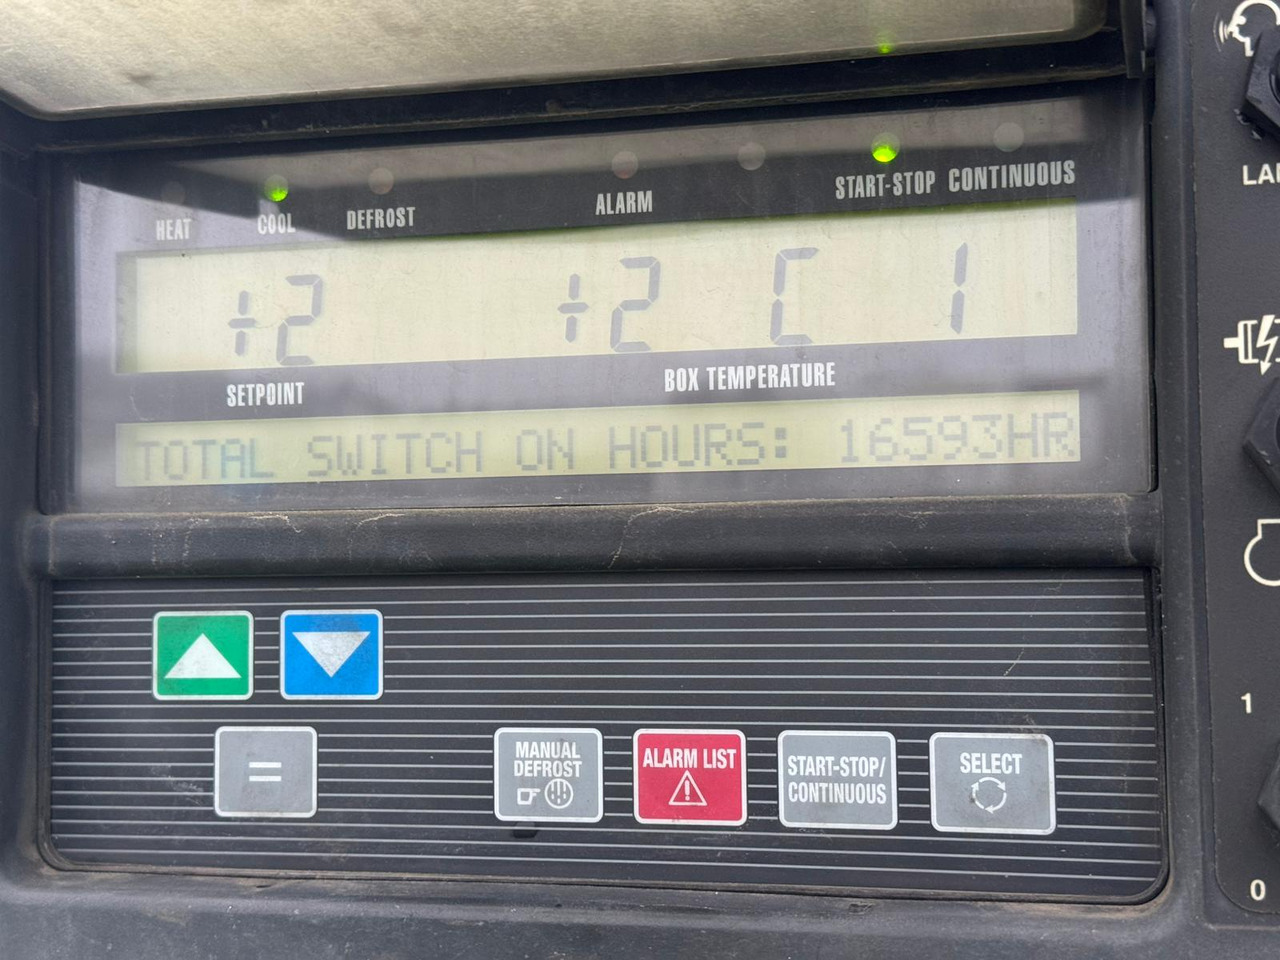 HEAT COOL DEFROST ALARM START-STOP CONTINUOUS
+2 +2 C 1
SETPOINT BOX TEMPERATURE
TOTAL SWITCH ON HOURS: 16593HR
=
MANUAL
DEFROST
ALARM LIST
START-STOP/
CONTINUOUS
SELECT
1
0